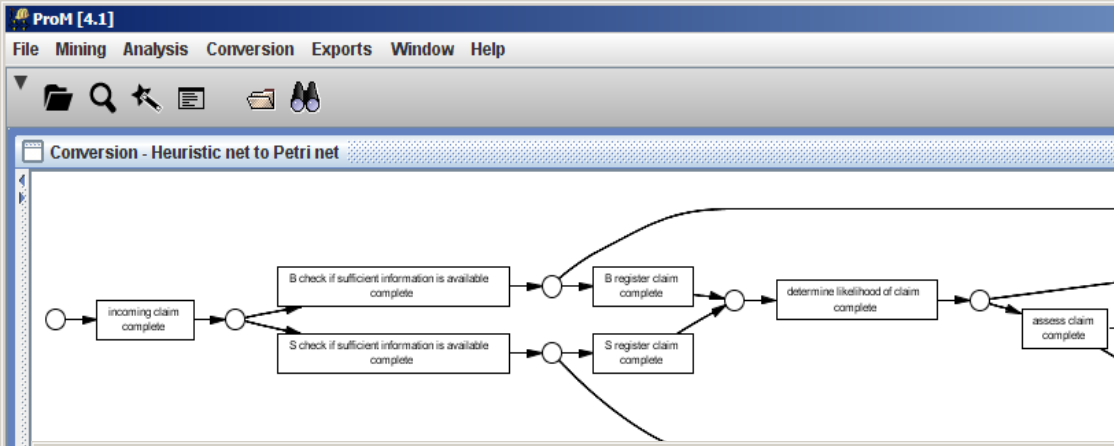 ProM [4.1]
File Mining Analysis Conversion Exports Window Help
Conversion - Heuristic net to Petri net
incoming claim
complete
B check if sufficient information is available
complete
S check if sufficient information is available
complete
B register claim
complete
S register claim
complete
determine likelihood of claim
complete
assess claim
complete